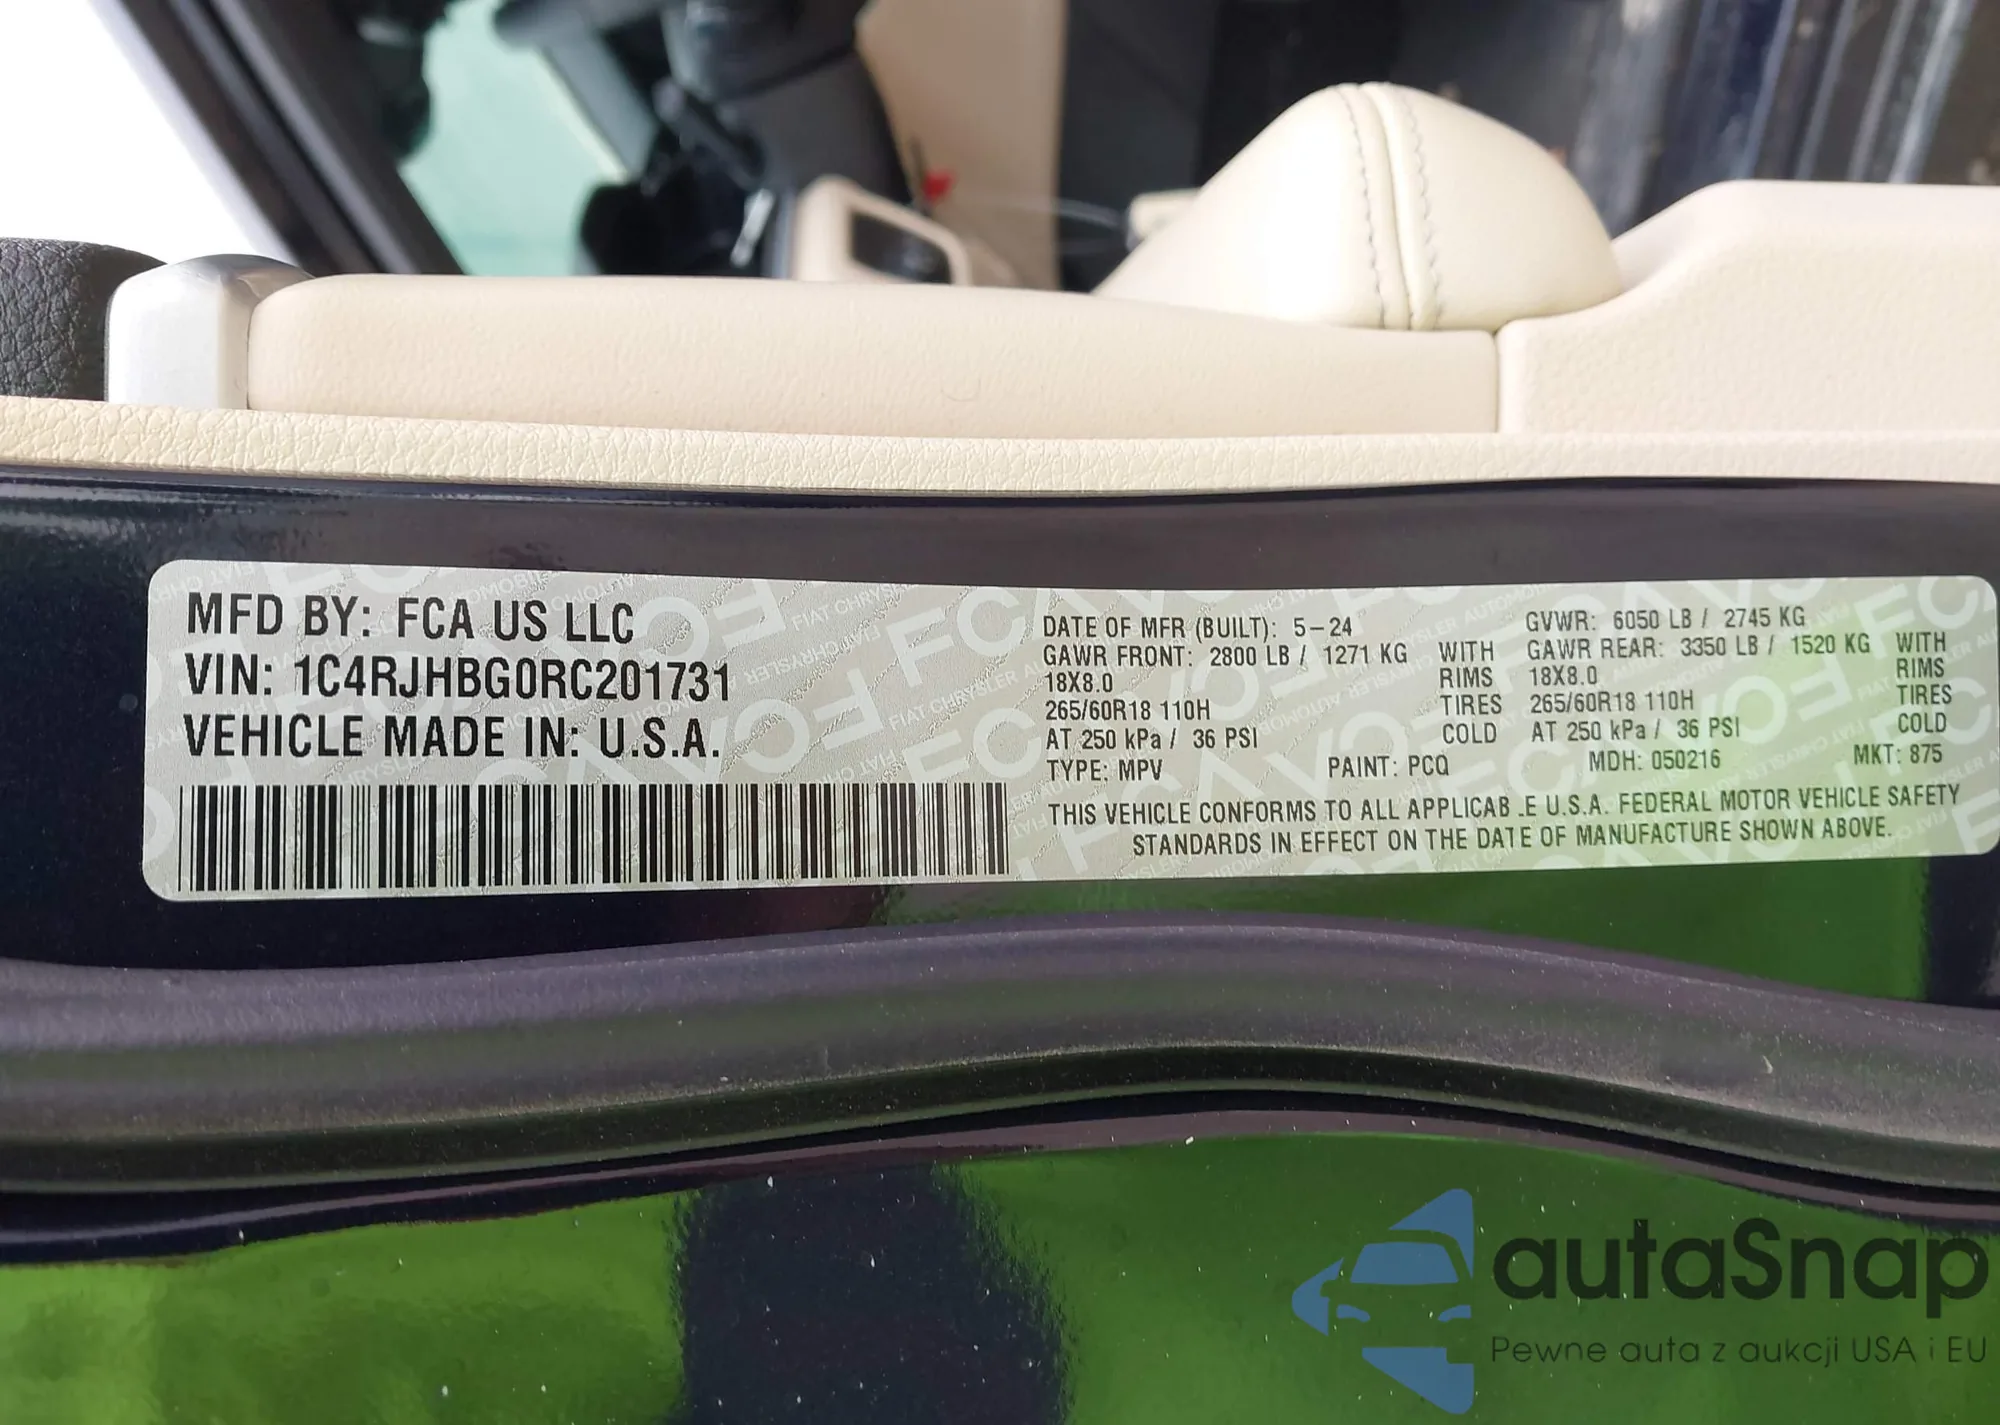 MFD BY: FCA US LLC
VIN: 1C4RJHBG0RC201731
VEHICLE MADE IN: U.S.A.
DATE OF MFR (BUILT): 5-24 GVWR: 6050 LB / 2745 KG
GAWR FRONT: 2800 LB / 1271 KG WITH GAWR REAR: 3350 LB / 1520 KG WITH
18X8.0 RIMS 18X8.0 RIMS
265/60R18 110H TIRES 265/60R18 110H TIRES
AT 250 kPa / 36 PSI COLD AT 250 kPa / 36 PSI COLD
TYPE: MPV PAINT: PCQ MDH: 050216 MKT: 875
THIS VEHICLE CONFORMS TO ALL APPLICAB.E U.S.A. FEDERAL MOTOR VEHICLE SAFETY
STANDARDS IN EFFECT ON THE DATE OF MANUFACTURE SHOWN ABOVE.
autaSnap
Pewne auta z aukcji USA i EU